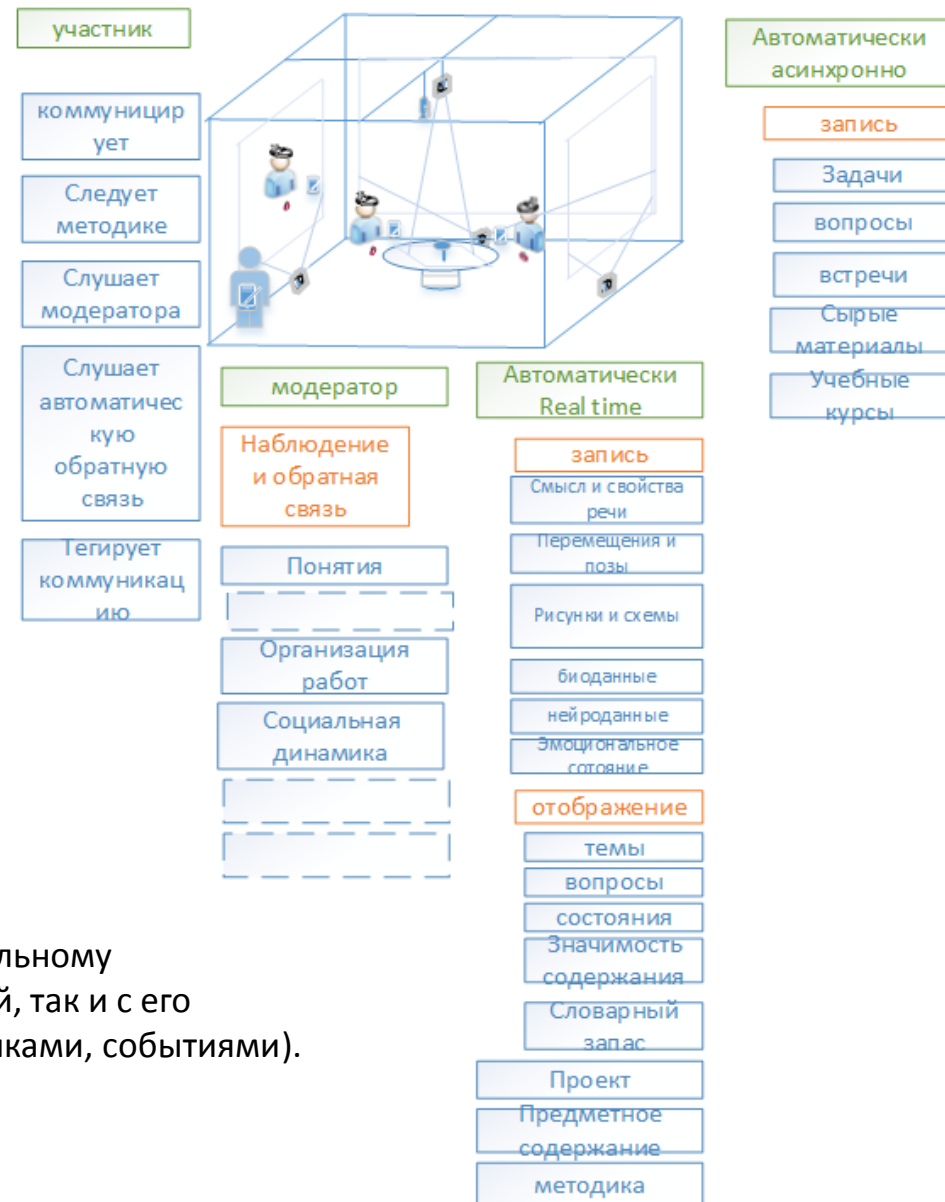 участник
коммуницир
ует
Следует
методике
Слушает
модератора
Слушает
автоматичес
кую
обратную
связь
Тегирует
коммуникац
ию
модератор
Наблюдение
и обратная
связь
Понятия
Организация
работ
Социальная
динамика
Автоматически
Real time
запись
Смысл и свойства
речи
Перемещения и
позы
Рисунки и схемы
биоданные
нейроданные
Эмоциональное
сотояние
отображение
темы
вопросы
состояния
Значимость
содержания
Словарный
запас
Проект
Предметное
содержание
методика
Автоматически
асинхронно
запись
Задачи
вопросы
встречи
Сырые
материалы
Учебные
курсы
льному
й, так и с его
иками, событиями).